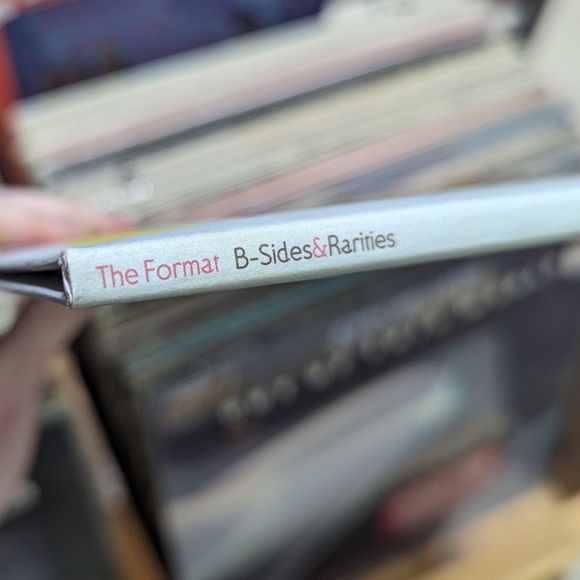 The Format B-Sides&Rarities